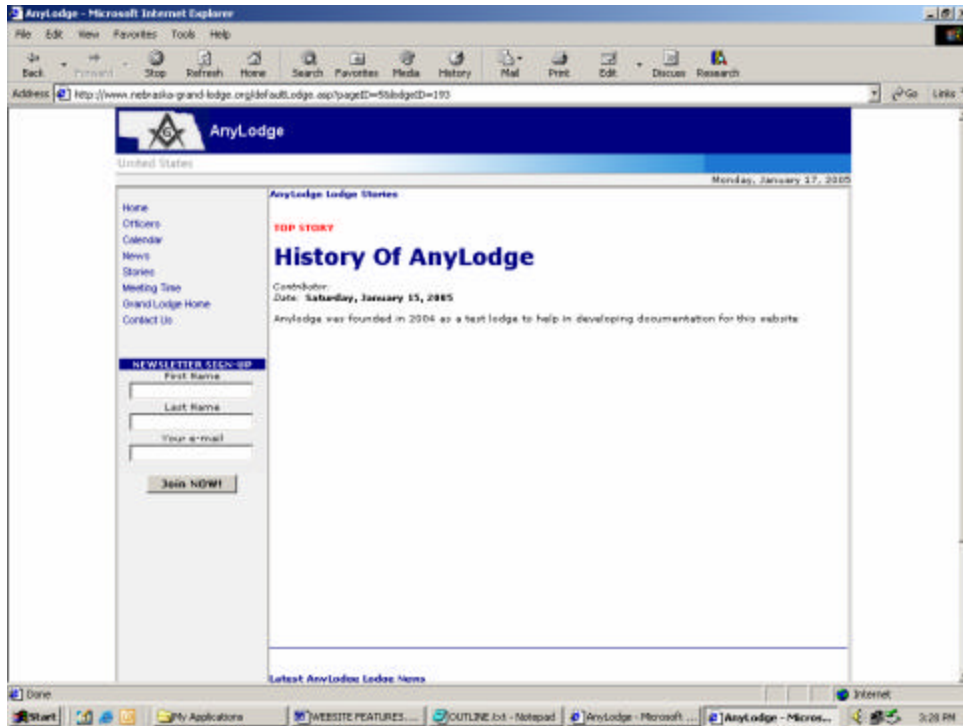 AnyLodge - Microsoft Internet Explorer
File Edit View Favorites Tools Help
Back Forward Stop Refresh Home Search Favorites Media History Mail Print Edit Discuss Research
Address http://www.nebraska-grand-lodge.org/defaultLodge.asp?pageID=5&lodgeID=193 Go Links
G
AnyLodge
United States
Monday, January 17, 2005
Home
Officers
Calendar
News
Stories
Meeting Time
Grand Lodge Home
Contact Us
NEWSLETTER SIGN-UP
First Name
Last Name
Your e-mail
Join NOW!
AnyLodge Lodge Stories
TOP STORY
History Of AnyLodge
Contributor:
Date: Saturday, January 15, 2005
Anylodge was founded in 2004 as a test lodge to help in developing documentation for this website
Latest AnyLodge Lodge News
Done Internet
Start My Applications WEBSITE FEATURES.... OUTLINE.txt - Notepad AnyLodge - Microsoft ... AnyLodge - Micros... 3:28 PM